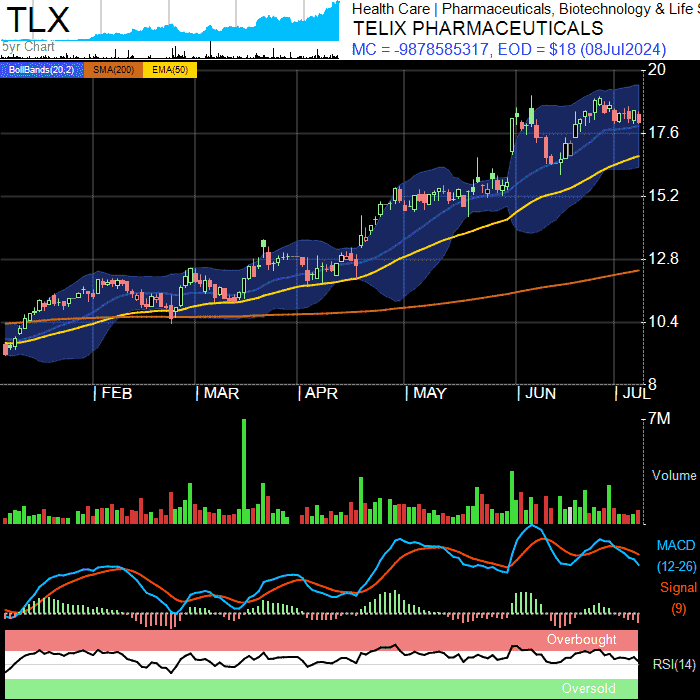 TLX
5yr Chart
Health Care | Pharmaceuticals, Biotechnology & Life S
TELIX PHARMACEUTICALS
MC = -9878585317, EOD = $18 (08Jul2024)
BollBands(20,2) SMA(200) EMA(50)
20
17.6
15.2
12.8
10.4
8
| FEB | MAR | APR | MAY | JUN | JUL
7M
Volume
MACD
(12-26)
Signal
(9)
Overbought
RSI(14)
Oversold